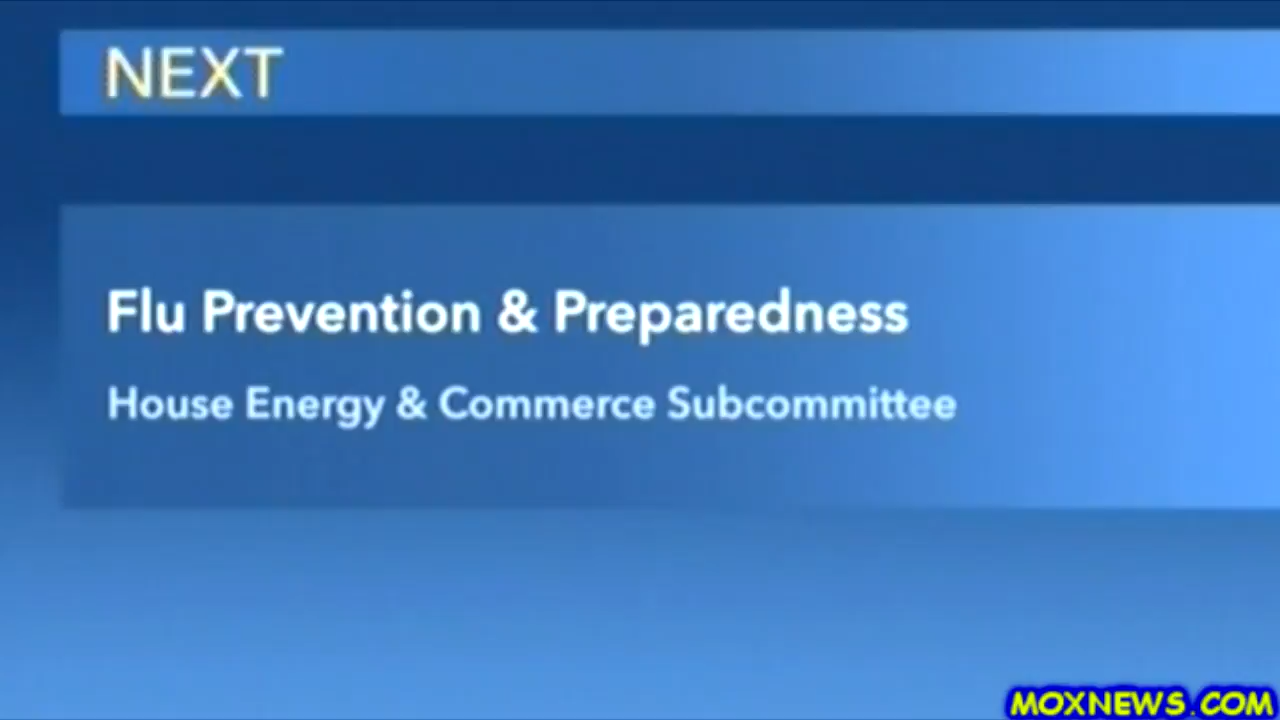 NEXT
Flu Prevention & Preparedness
House Energy & Commerce Subcommittee
MOXNEWS.COM